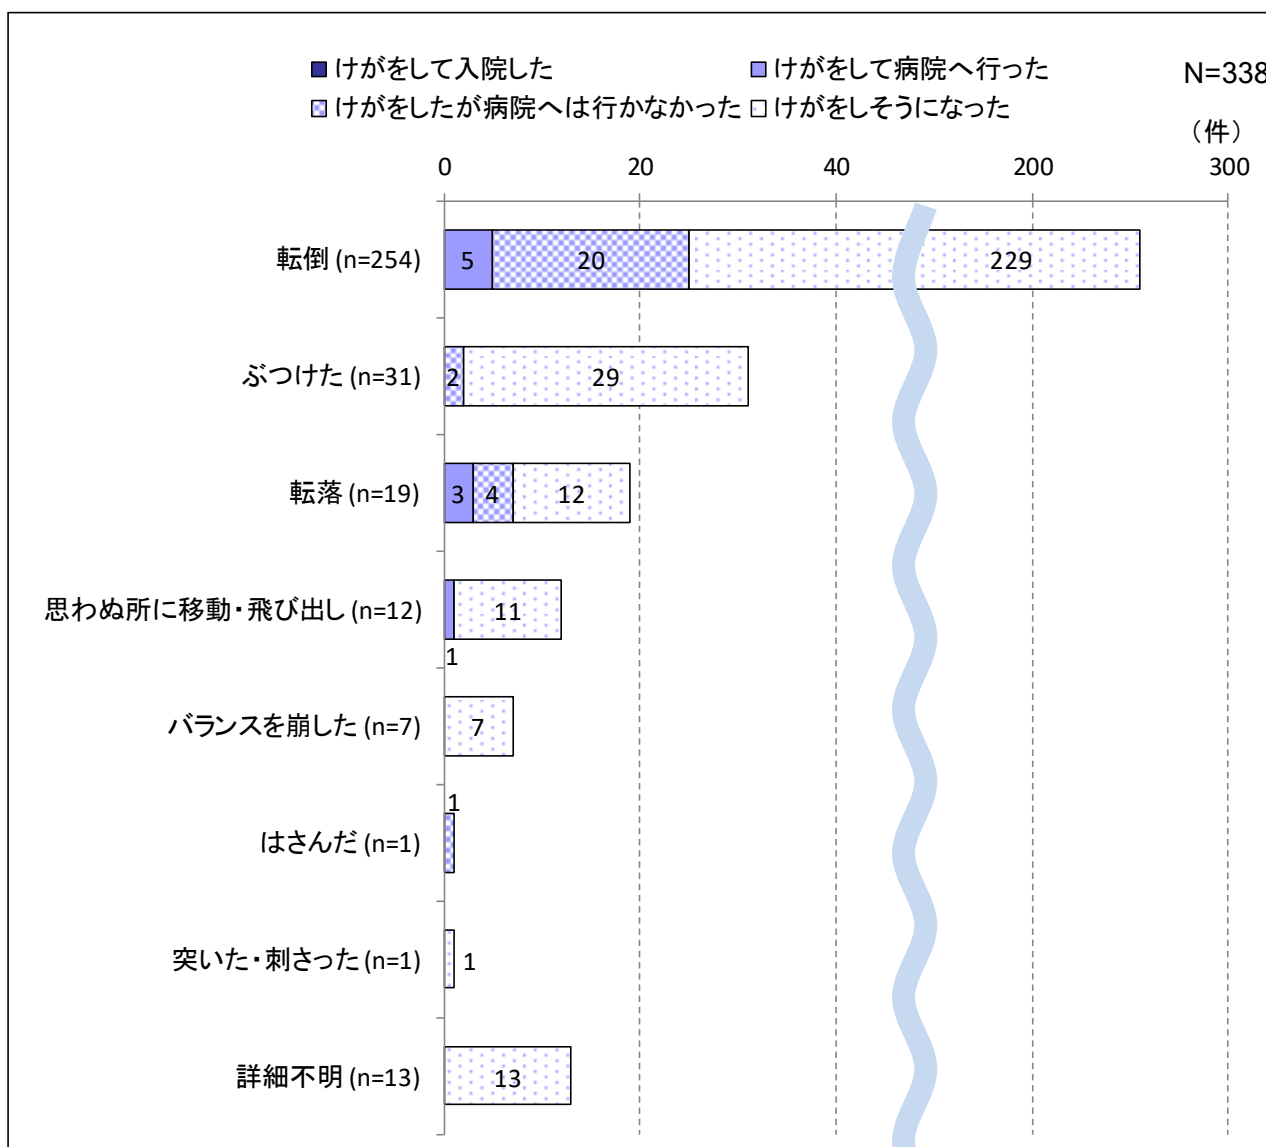 けがをして入院した けがをして病院へ行った N=338
けがをしたが病院へは行かなかった けがをしそうになった
（件）
0 20 40 200 300
転倒 (n=254) 5 20 229
ぶつけた (n=31) 2 29
転落 (n=19) 3 4 12
思わぬ所に移動・飛び出し (n=12) 11
1
バランスを崩した (n=7) 7
1
はさんだ (n=1)
突いた・刺さった (n=1) 1
詳細不明 (n=13) 13